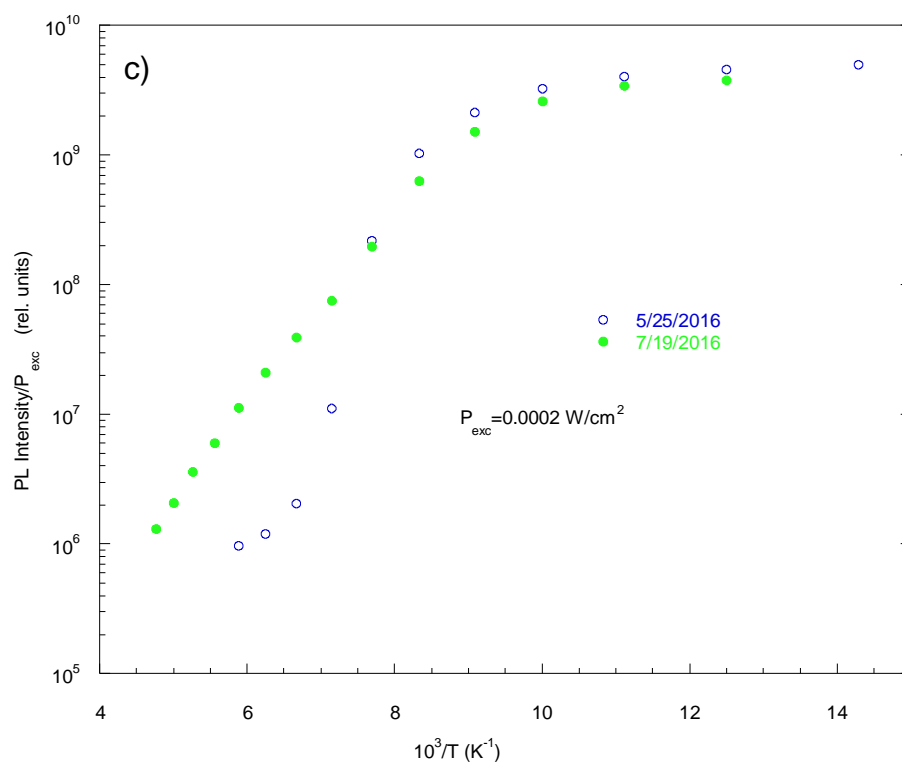 c)
PL Intensity/P_exc (rel. units)
10^10
10^9
10^8
10^7
10^6
10^5
5/25/2016
7/19/2016
P_exc=0.0002 W/cm^2
4 6 8 10 12 14
10^3/T (K^-1)